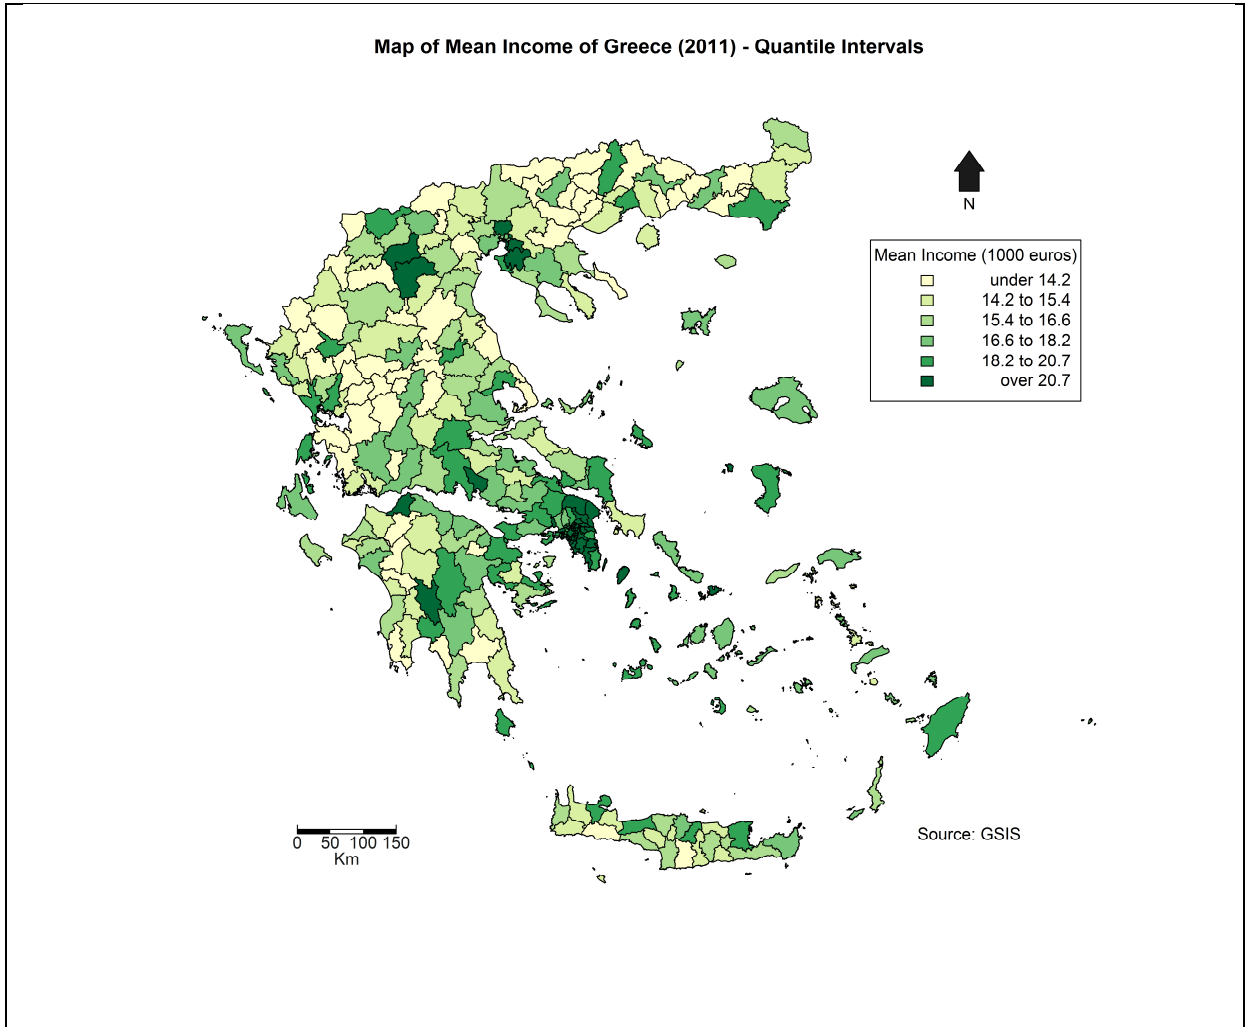 Map of Mean Income of Greece (2011) - Quantile Intervals
N
Mean Income (1000 euros)
under 14.2
14.2 to 15.4
15.4 to 16.6
16.6 to 18.2
18.2 to 20.7
over 20.7
0 50 100 150
Km
Source: GSIS